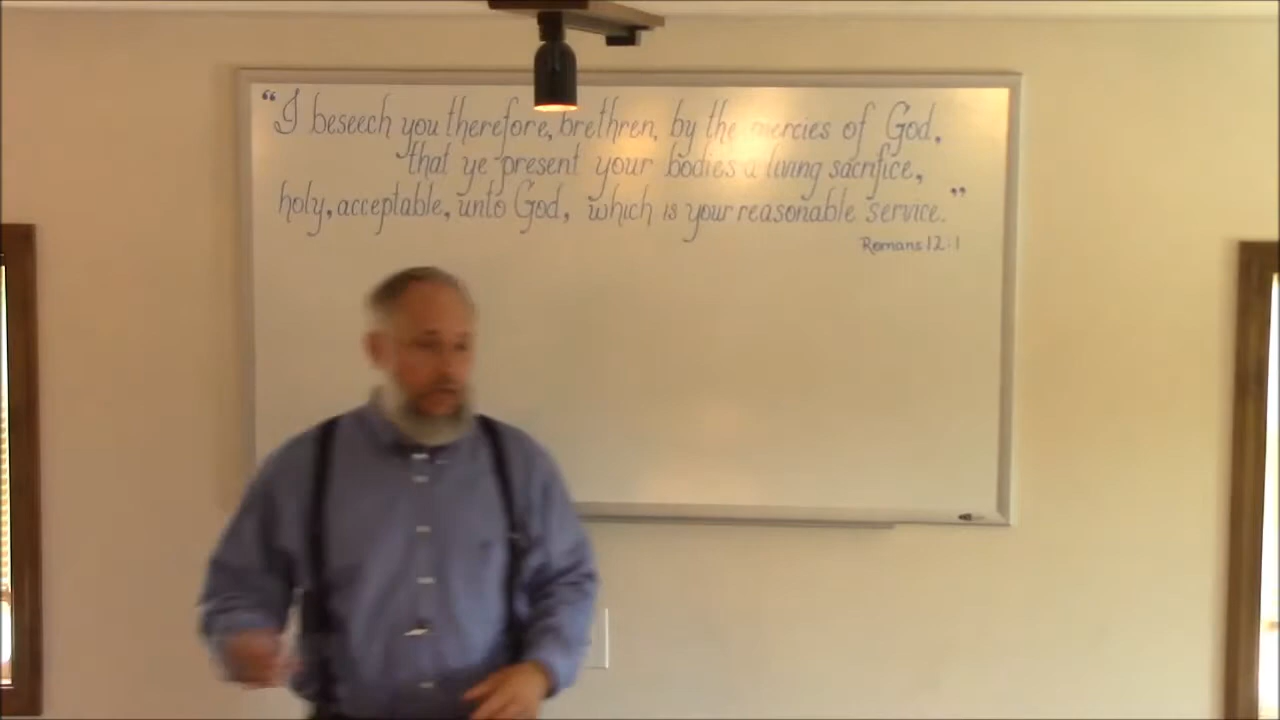 “I beseech you therefore, brethren, by the mercies of God,
that ye present your bodies a living sacrifice,
holy, acceptable, unto God, which is your reasonable service.”
Romans 12:1